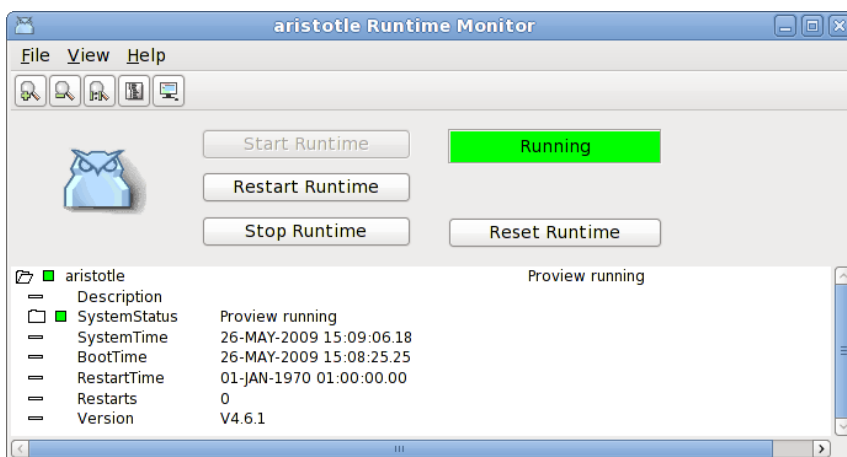 aristotle Runtime Monitor
File View Help
Start Runtime
Running
Restart Runtime
Stop Runtime
Reset Runtime
aristotle Proview running
Description
SystemStatus Proview running
SystemTime 26-MAY-2009 15:09:06.18
BootTime 26-MAY-2009 15:08:25.25
RestartTime 01-JAN-1970 01:00:00.00
Restarts 0
Version V4.6.1